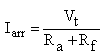 I_arr = V_t / (R_a + R_f)